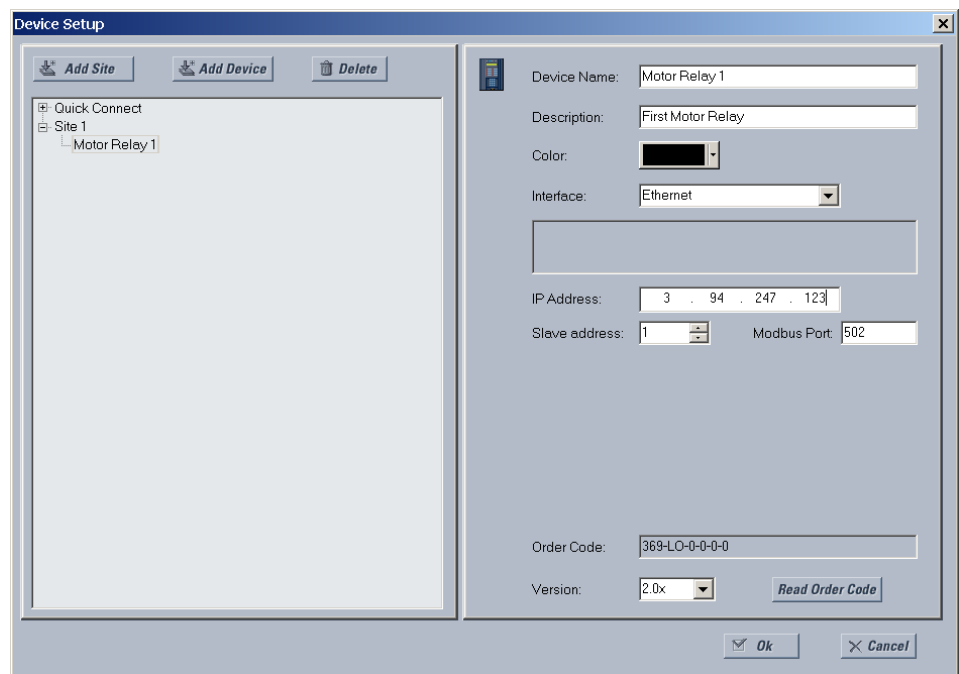 Device Setup
Add Site
Add Device
Delete
Quick Connect
Site 1
Motor Relay 1
Device Name: Motor Relay 1
Description: First Motor Relay
Color:
Interface: Ethernet
IP Address: 3 . 94 . 247 . 123
Slave address: 1 Modbus Port: 502
Order Code: 369-LO-0-0-0-0
Version: 2.0x Read Order Code
Ok Cancel